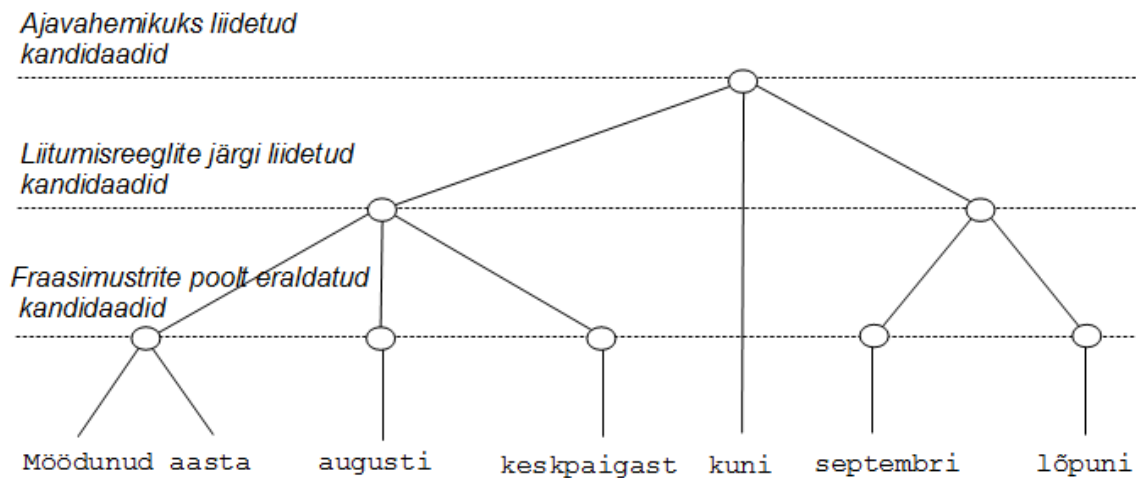 Ajavahemikuks liidetud
kandidaadid
Liitumisreeglite järgi liidetud
kandidaadid
Fraasimustrite poolt eraldatud
kandidaadid
Möödunud aasta augusti keskpaigast kuni septembri lõpuni